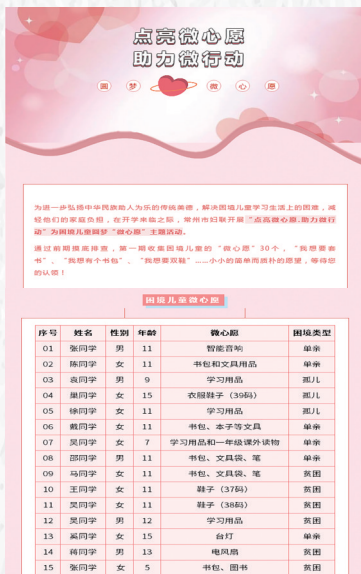 点亮微心愿
助力微行动
圆 梦 微 心 愿
为进一步弘扬中华民族助人为乐的传统美德，解决困境儿童学习生活上的困难，减
轻他们的家庭负担，在开学来临之际，常州市妇联开展“点亮微心愿.助力微行
动”为困境儿童圆梦“微心愿”主题活动。
通过前期摸底排查，第一期收集困境儿童的“微心愿”30个，“我想要套
书”、“我想有个书包”、“我想要双鞋”……小小的简单而质朴的愿望，等待您
的认领！
困境儿童微心愿
序号 姓名 性别 年龄 微心愿 困境类型
01 张同学 男 11 智能音响 单亲
02 陈同学 女 11 书包和文具用品 单亲
03 袁同学 男 9 学习用品 孤儿
04 巢同学 女 15 衣服鞋子（39码） 孤儿
05 徐同学 女 11 学习用品 孤儿
06 戴同学 女 11 书包、本子等文具 单亲
07 吴同学 女 7 学习用品和一年级课外读物 单亲
08 邵同学 男 11 书包、文具袋、笔 单亲
09 马同学 女 11 书包、文具袋、笔 贫困
10 王同学 女 11 鞋子（37码） 贫困
11 吴同学 女 11 鞋子（38码） 贫困
12 吴同学 男 12 学习用品 贫困
13 奚同学 女 15 台灯 单亲
14 蒋同学 男 13 电风扇 贫困
15 张同学 女 5 书包、图书 贫困